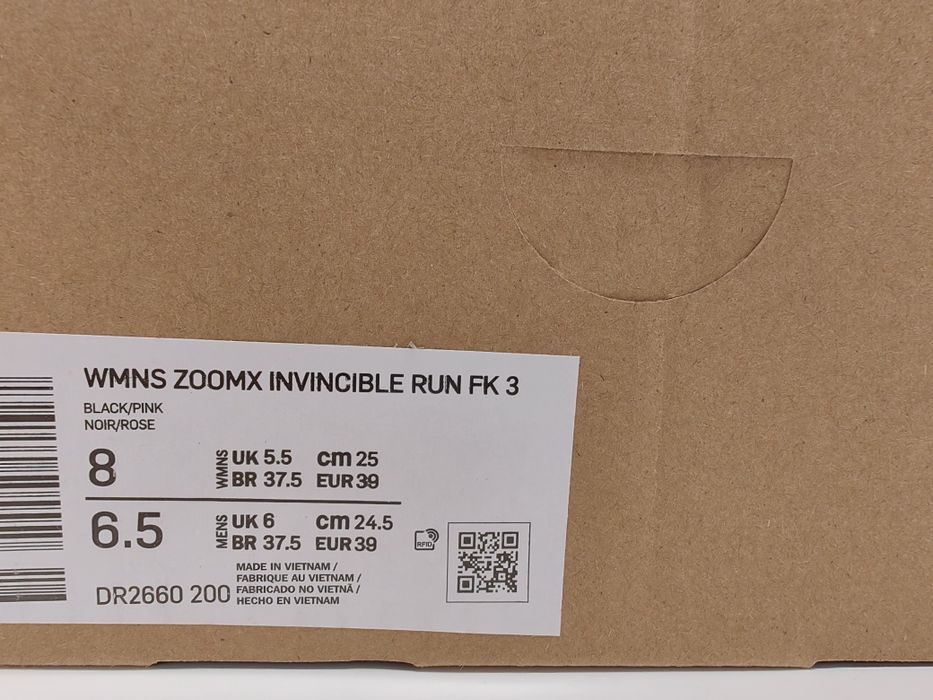 WMNS ZOOMX INVINCIBLE RUN FK 3
BLACK/PINK
NOIR/ROSE
8 WMNS UK 5.5 cm 25
BR 37.5 EUR 39
6.5 MENS UK 6 cm 24.5
BR 37.5 EUR 39
RFID
DR2660 200
MADE IN VIETNAM /
FABRIQUE AU VIETNAM /
FABRICADO NO VIETNÃ /
HECHO EN VIETNAM